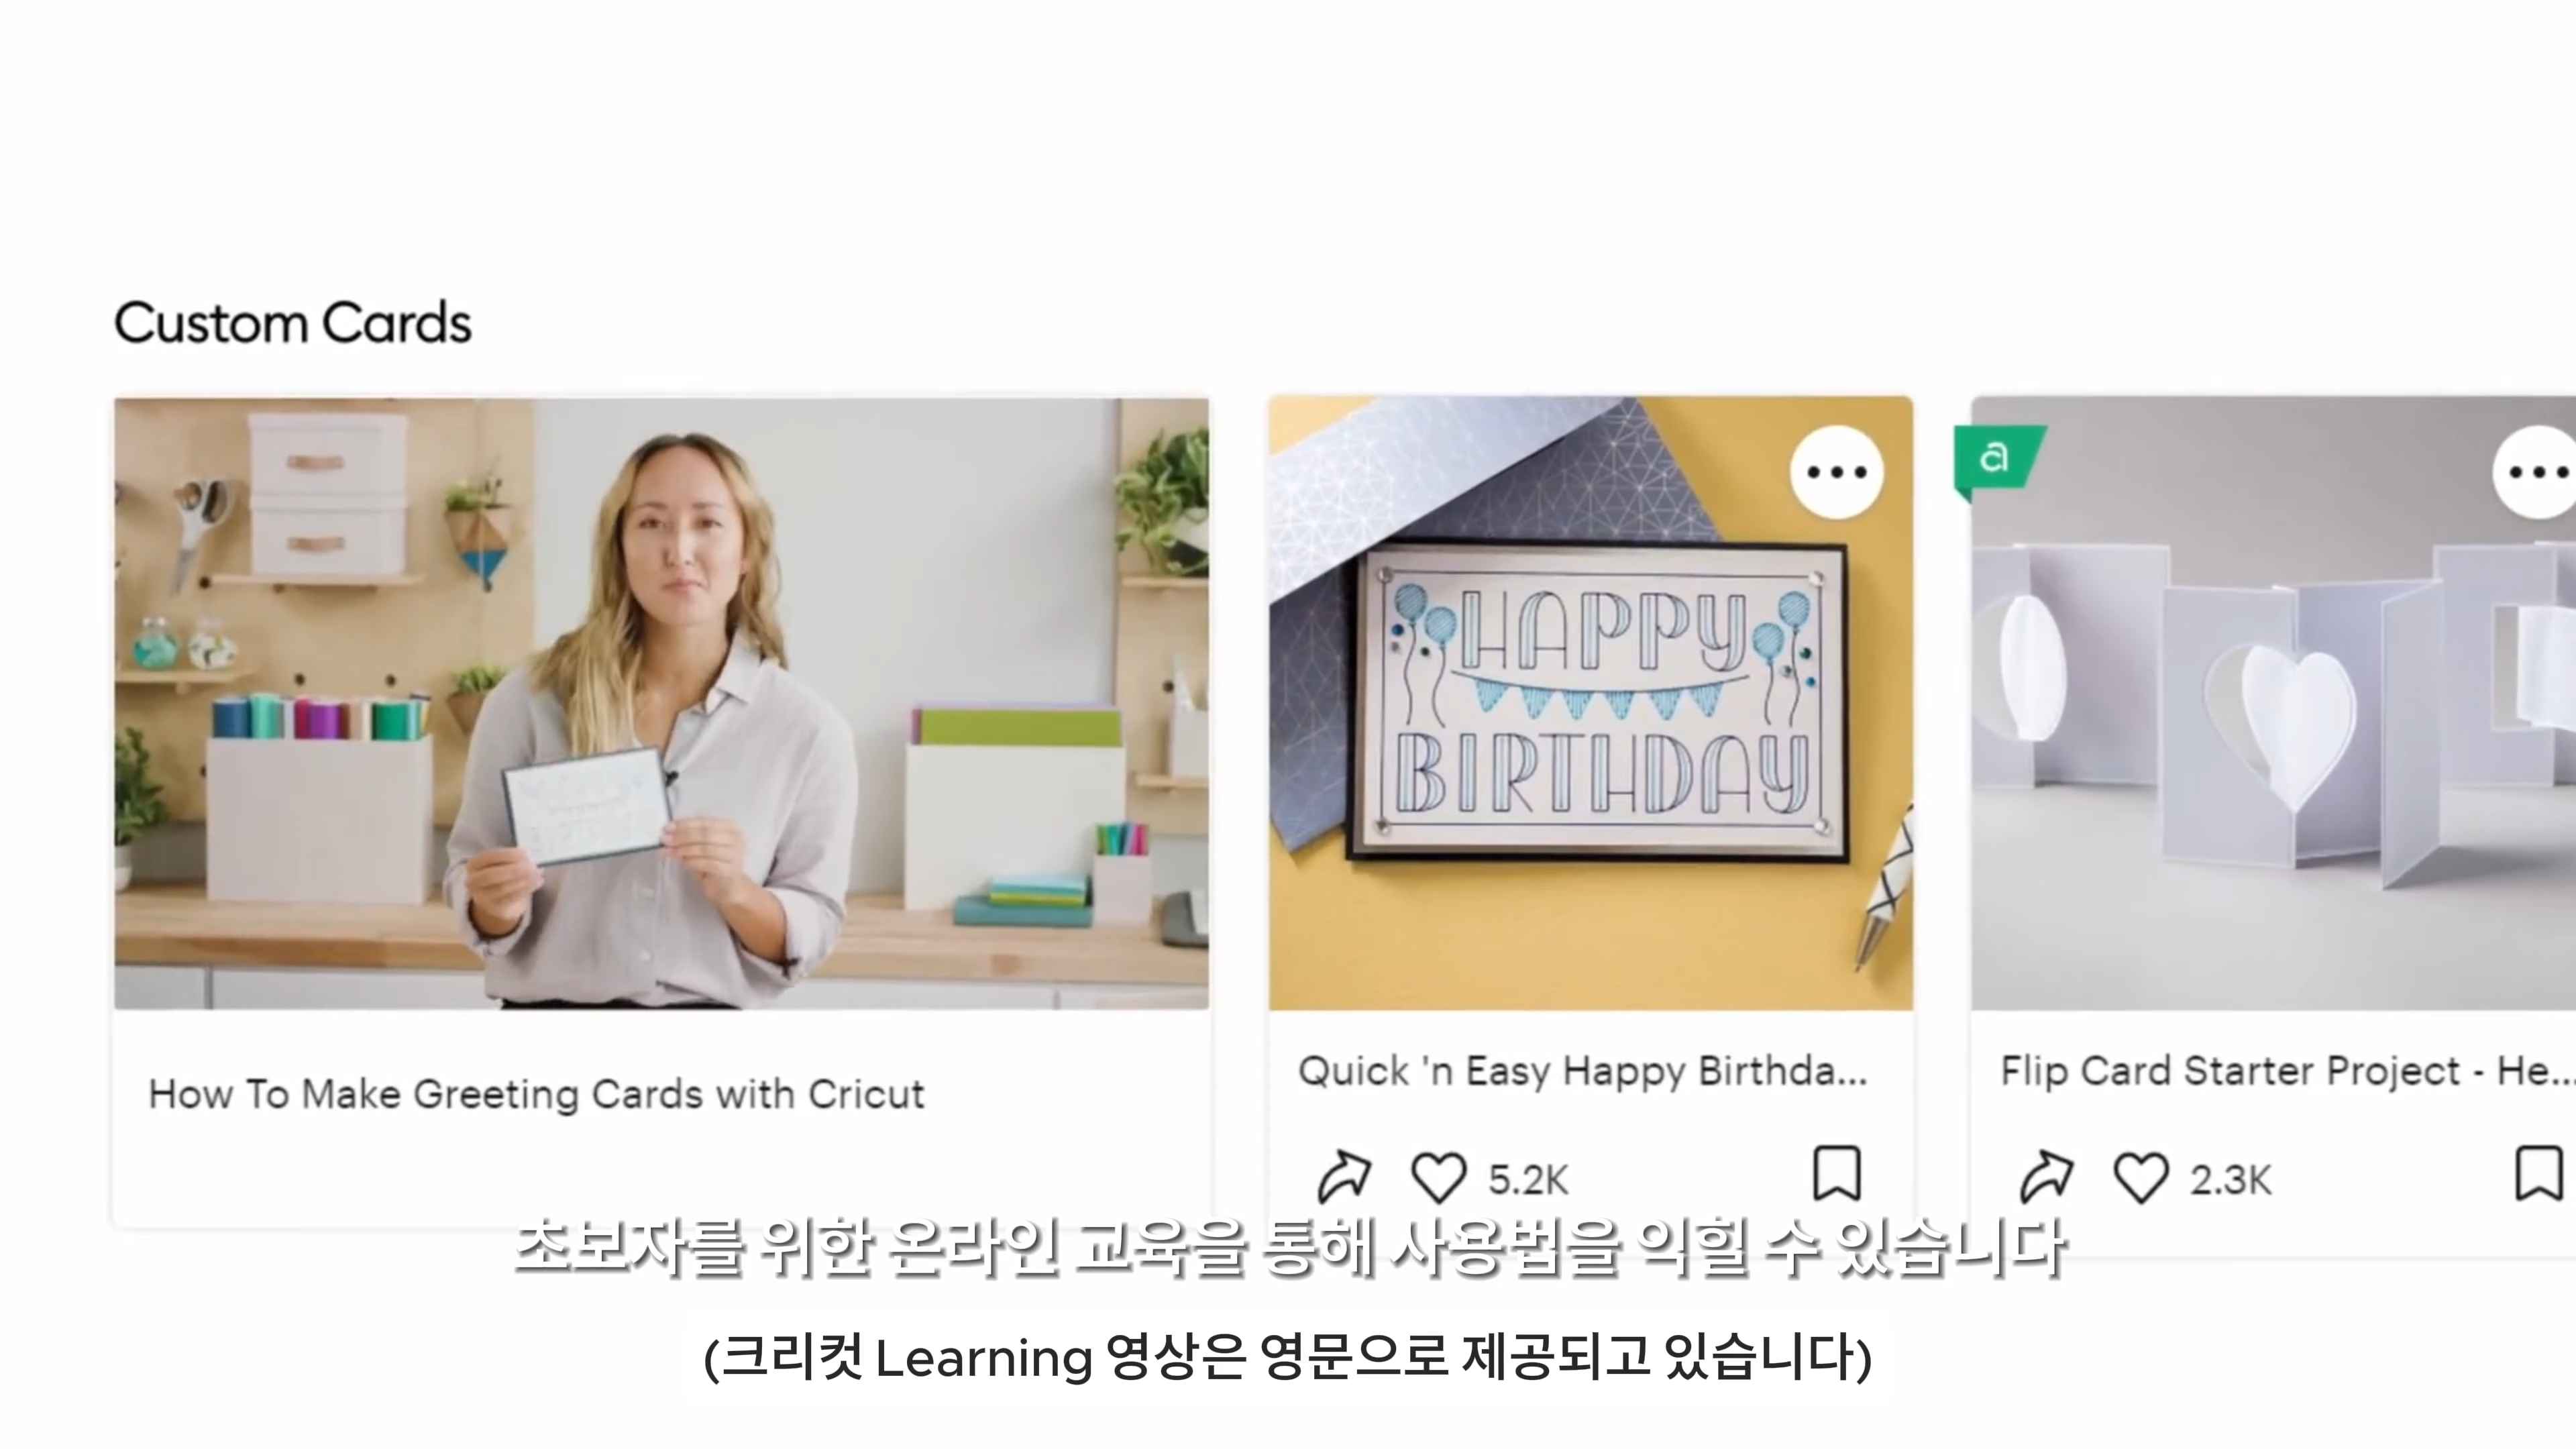 Custom Cards
a
HAPPY
BIRTHDAY
How To Make Greeting Cards with Cricut
Quick 'n Easy Happy Birthda...
Flip Card Starter Project - He...
5.2K
2.3K
초보자를 위한 온라인 교육을 통해 사용법을 익힐 수 있습니다
(크리컷 Learning 영상은 영문으로 제공되고 있습니다)